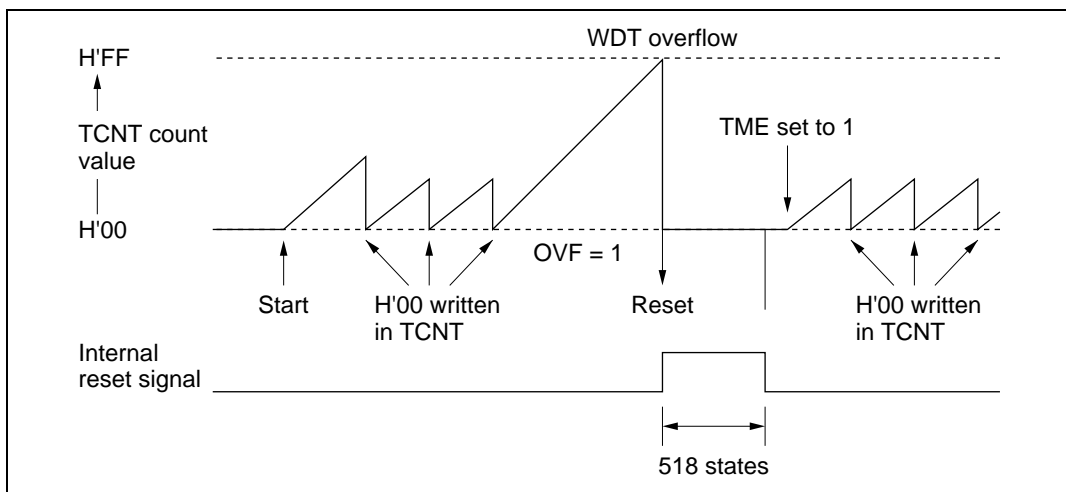 WDT overflow
H'FF
TCNT count
value
TME set to 1
H'00
OVF = 1
Start
H'00 written
in TCNT
Reset
H'00 written
in TCNT
Internal
reset signal
518 states